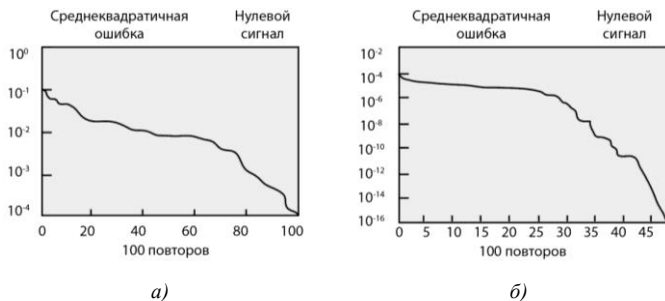 Среднеквадратичная ошибка
Нулевой сигнал
10⁰
10⁻¹
10⁻²
10⁻³
10⁻⁴
0 20 40 60 80 100
100 повторов
а)
Среднеквадратичная ошибка
Нулевой сигнал
10⁻²
10⁻⁴
10⁻⁶
10⁻⁸
10⁻¹⁰
10⁻¹²
10⁻¹⁴
10⁻¹⁶
0 5 10 15 20 25 30 35 40 45
100 повторов
б)